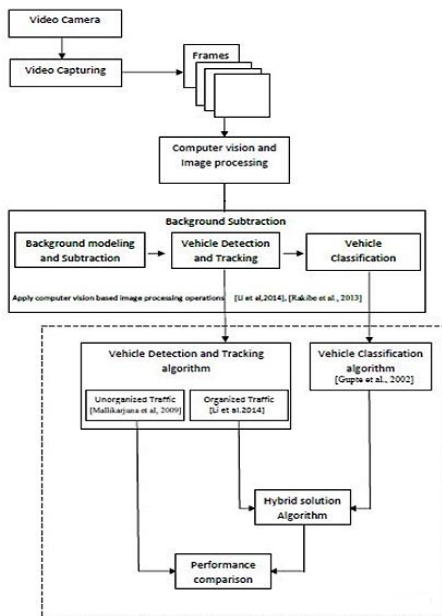 Video Camera
Video Capturing
Frames
Computer vision and
Image processing
Background Subtraction
Background modeling
and Subtraction
Vehicle Detection
and Tracking
Vehicle
Classification
Apply computer vision based image processing operations [Li et al,2014], [Rakibe et al., 2013]
Vehicle Detection and Tracking
algorithm
Unorganized Traffic
[Mallikarjuna et al, 2009]
Organized Traffic
[Li et al.2014]
Vehicle Classification
algorithm
[Gupte et al., 2002]
Hybrid solution
Algorithm
Performance
comparison